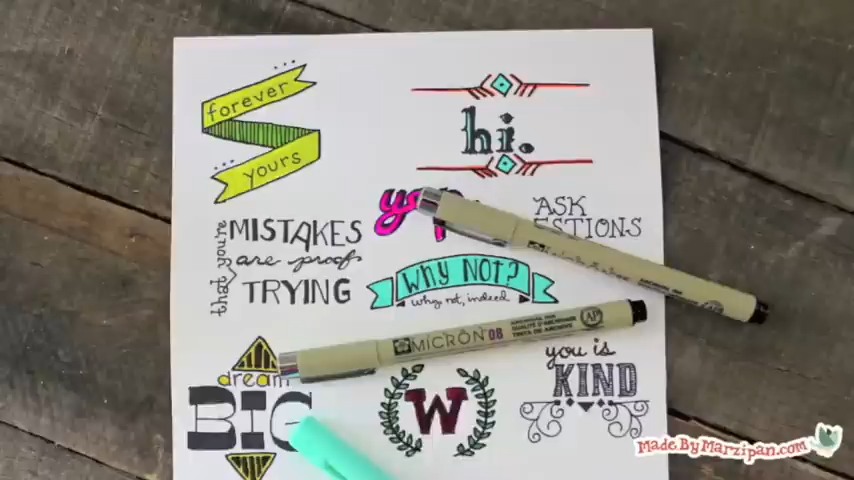 forever
yours
hi.
MISTAKES
are proof
that you're
TRYING
ASK
WHY NOT?
why not, indeed
MICRON 08
AP
you is
KIND
dream
BIG
W
MadeByMarzipan.com